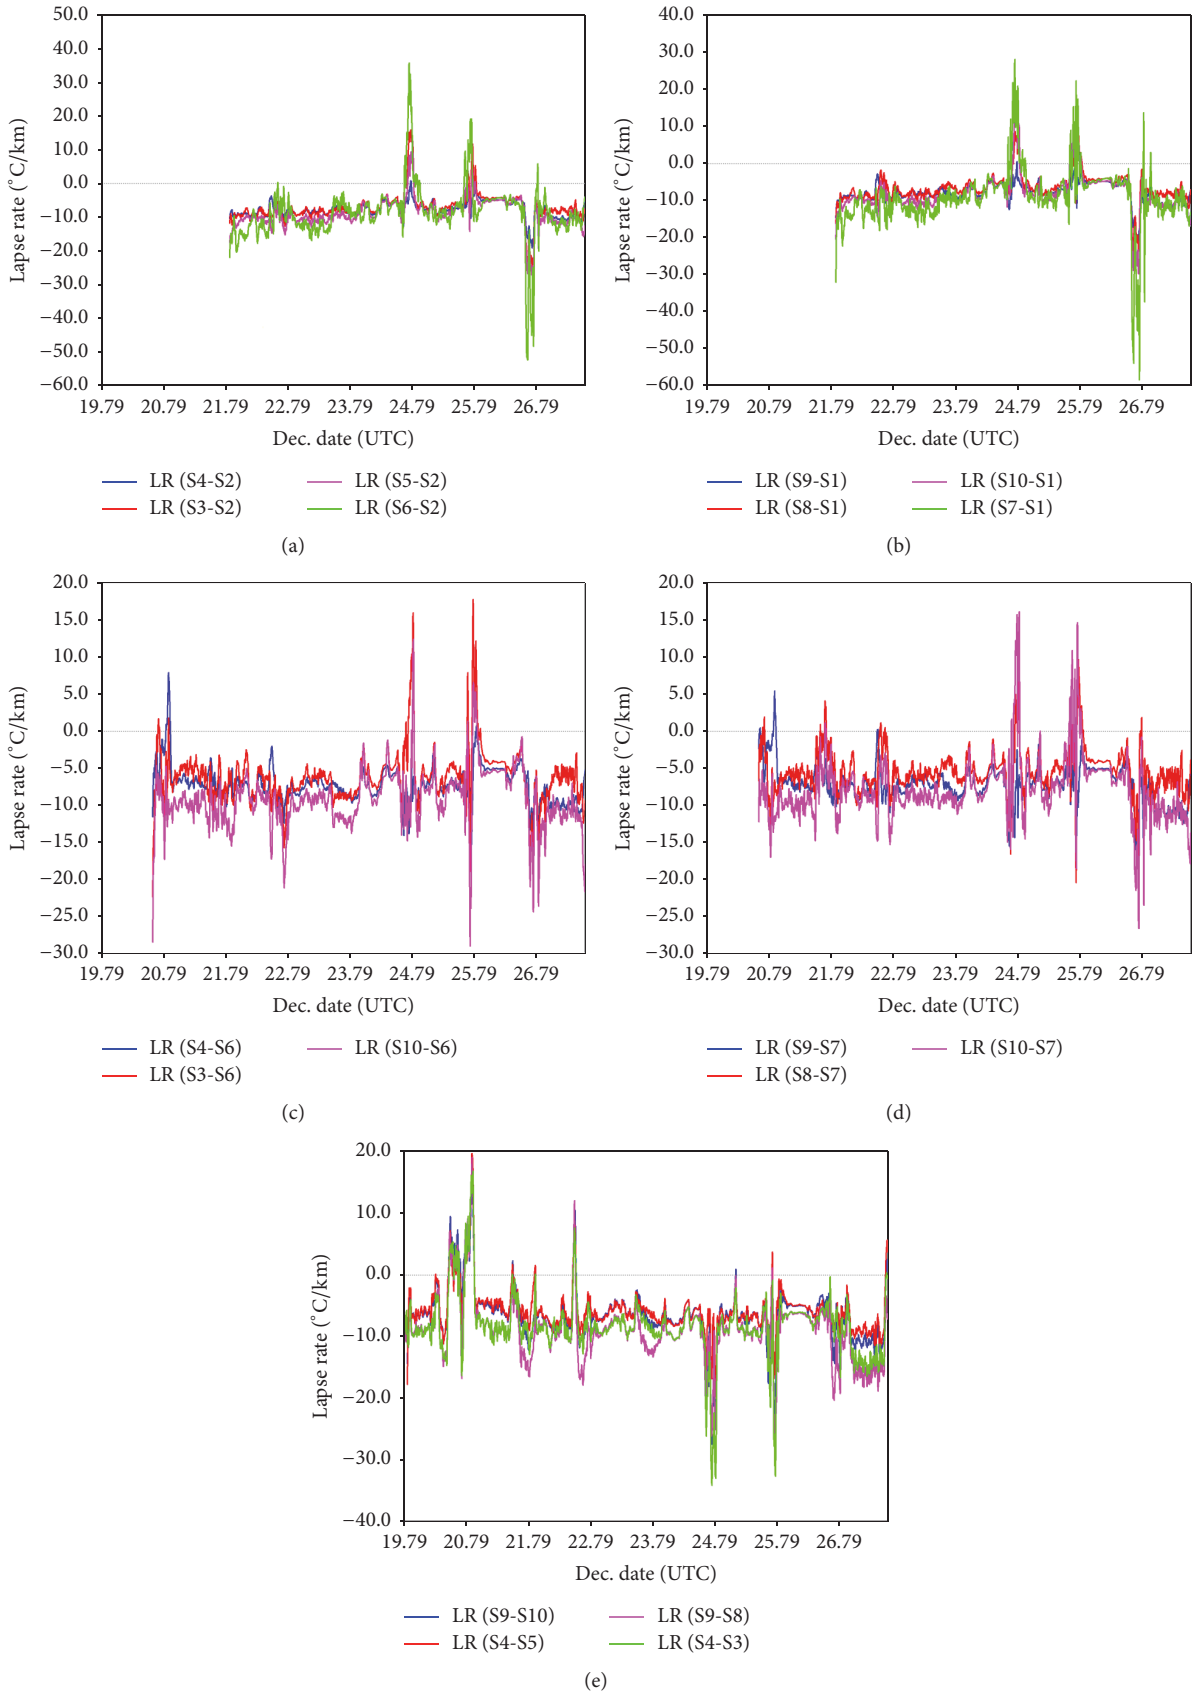 50.0
40.0
30.0
20.0
10.0
0.0
−10.0
−20.0
−30.0
−40.0
−50.0
−60.0
Lapse rate (°C/km)
19.79 20.79 21.79 22.79 23.79 24.79 25.79 26.79
Dec. date (UTC)
LR (S4-S2) LR (S5-S2)
LR (S3-S2) LR (S6-S2)
(a)
40.0
30.0
20.0
10.0
0.0
−10.0
−20.0
−30.0
−40.0
−50.0
−60.0
Lapse rate (°C/km)
19.79 20.79 21.79 22.79 23.79 24.79 25.79 26.79
Dec. date (UTC)
LR (S9-S1) LR (S10-S1)
LR (S8-S1) LR (S7-S1)
(b)
20.0
15.0
10.0
5.0
0.0
−5.0
−10.0
−15.0
−20.0
−25.0
−30.0
Lapse rate (°C/km)
19.79 20.79 21.79 22.79 23.79 24.79 25.79 26.79
Dec. date (UTC)
LR (S4-S6) LR (S10-S6)
LR (S3-S6)
(c)
20.0
15.0
10.0
5.0
0.0
−5.0
−10.0
−15.0
−20.0
−25.0
−30.0
Lapse rate (°C/km)
19.79 20.79 21.79 22.79 23.79 24.79 25.79 26.79
Dec. date (UTC)
LR (S9-S7) LR (S10-S7)
LR (S8-S7)
(d)
20.0
10.0
0.0
−10.0
−20.0
−30.0
−40.0
Lapse rate (°C/km)
19.79 20.79 21.79 22.79 23.79 24.79 25.79 26.79
Dec. date (UTC)
LR (S9-S10) LR (S9-S8)
LR (S4-S5) LR (S4-S3)
(e)